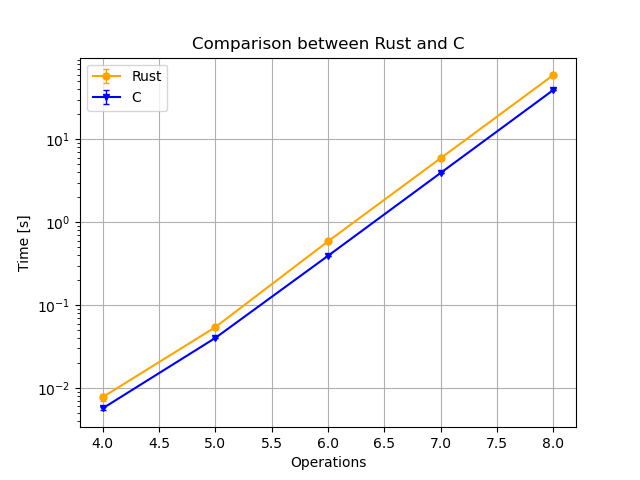 Comparison between Rust and C
Rust
C
10¹
10⁰
10⁻¹
10⁻²
Time [s]
4.0 4.5 5.0 5.5 6.0 6.5 7.0 7.5 8.0
Operations